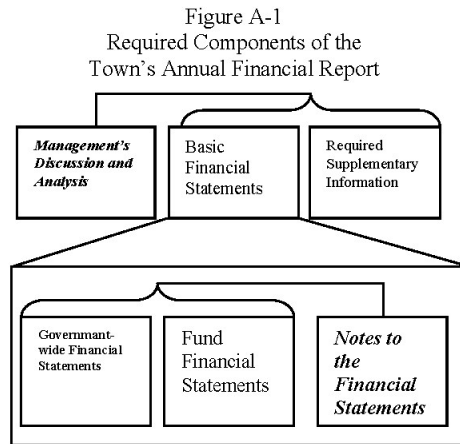 Figure A-1
Required Components of the
Town's Annual Financial Report
Management's
Discussion and
Analysis
Basic
Financial
Statements
Required
Supplementary
Information
Governmant-
wide Financial
Statements
Fund
Financial
Statements
Notes to
the
Financial
Statements